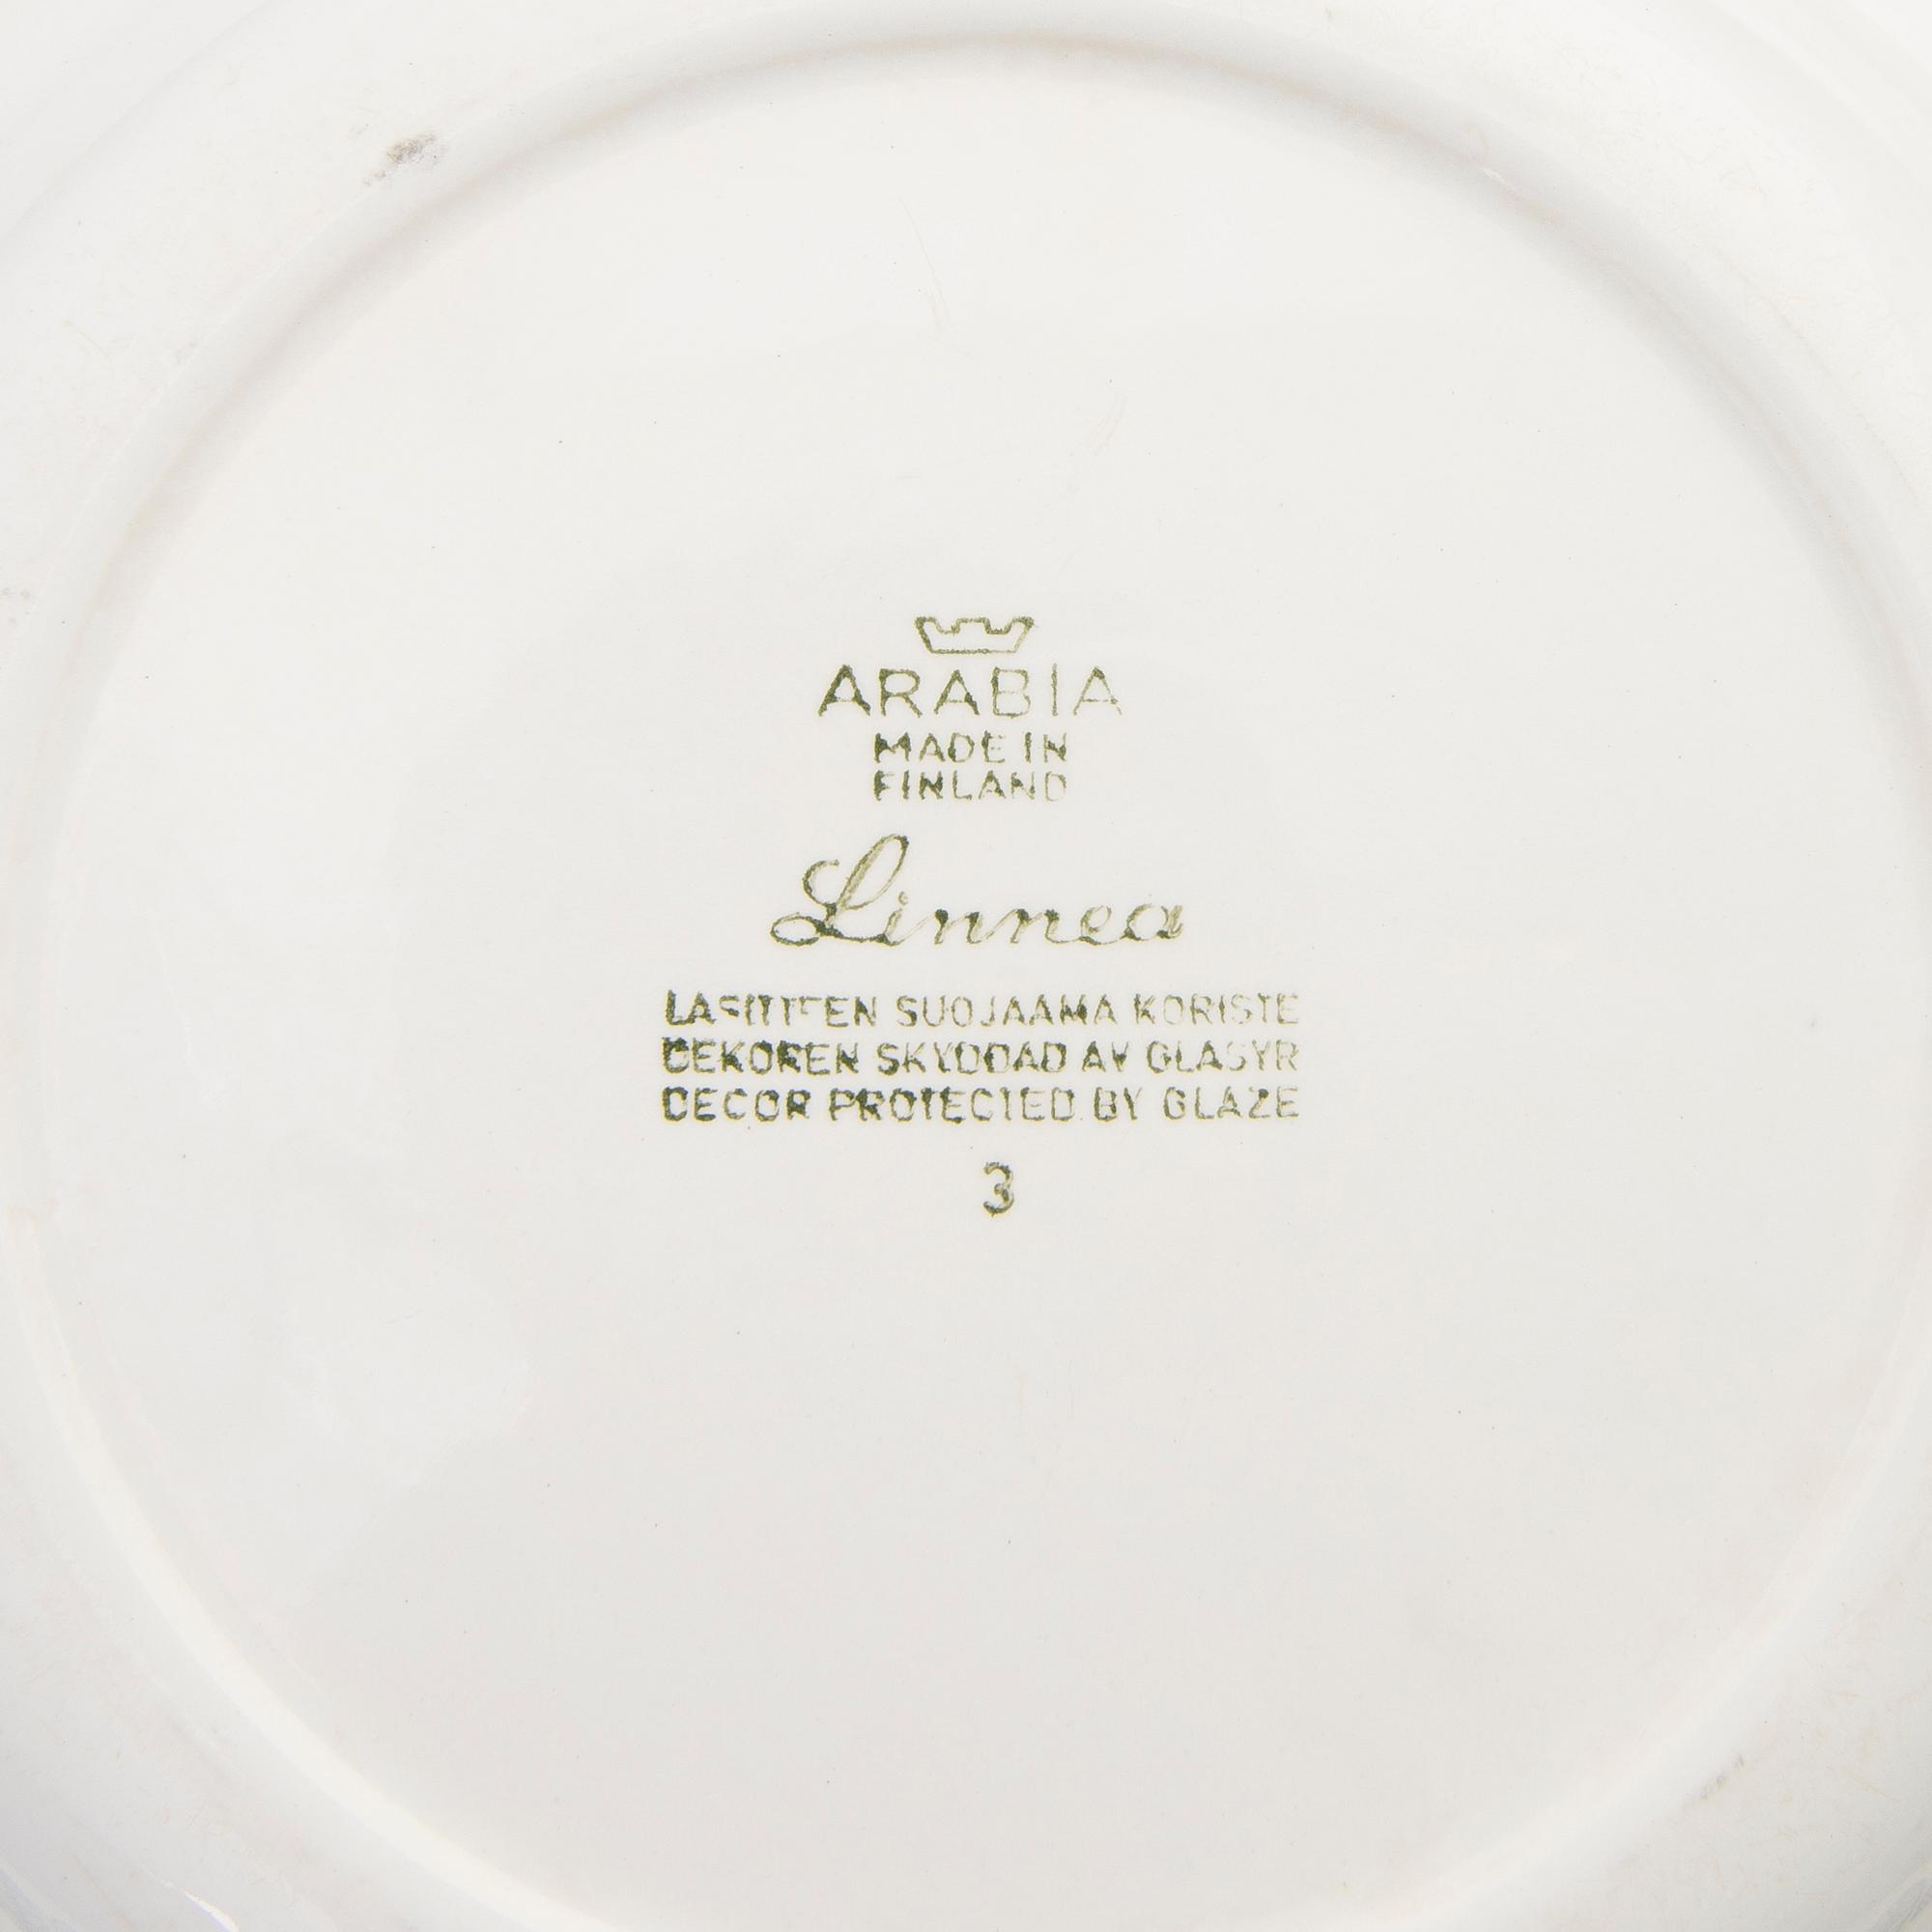 ARABIA
MADE IN
FINLAND
Linnea
LASITTEEN SUOJAAMA KORISTE
DEKOREN SKYDDAD AV GLASYR
DECOR PROTECTED BY GLAZE
3